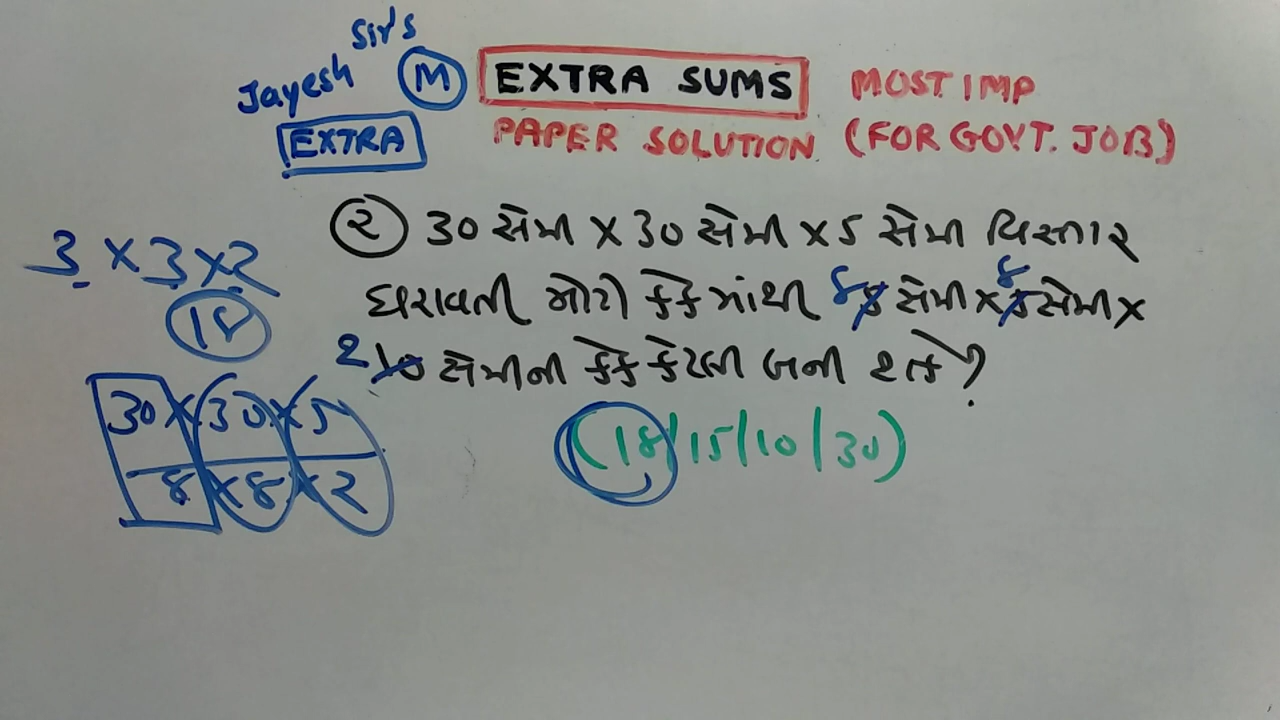 Jayesh Sir's M EXTRA SUMS MOST IMP
EXTRA PAPER SOLUTION (FOR GOVT. JOB)
૨ 30 સેમી X 30 સેમી X 5 સેમી વિસ્તાર
ધરાવતી મોટી કેકમાંથી 8 સેમી X 8 સેમી X
2 સેમીની કેક કેટલી બની શકે?
(18/15/10/30)
3 X 3 X 2
18
30 X 30 X 5
8 X 8 X 2